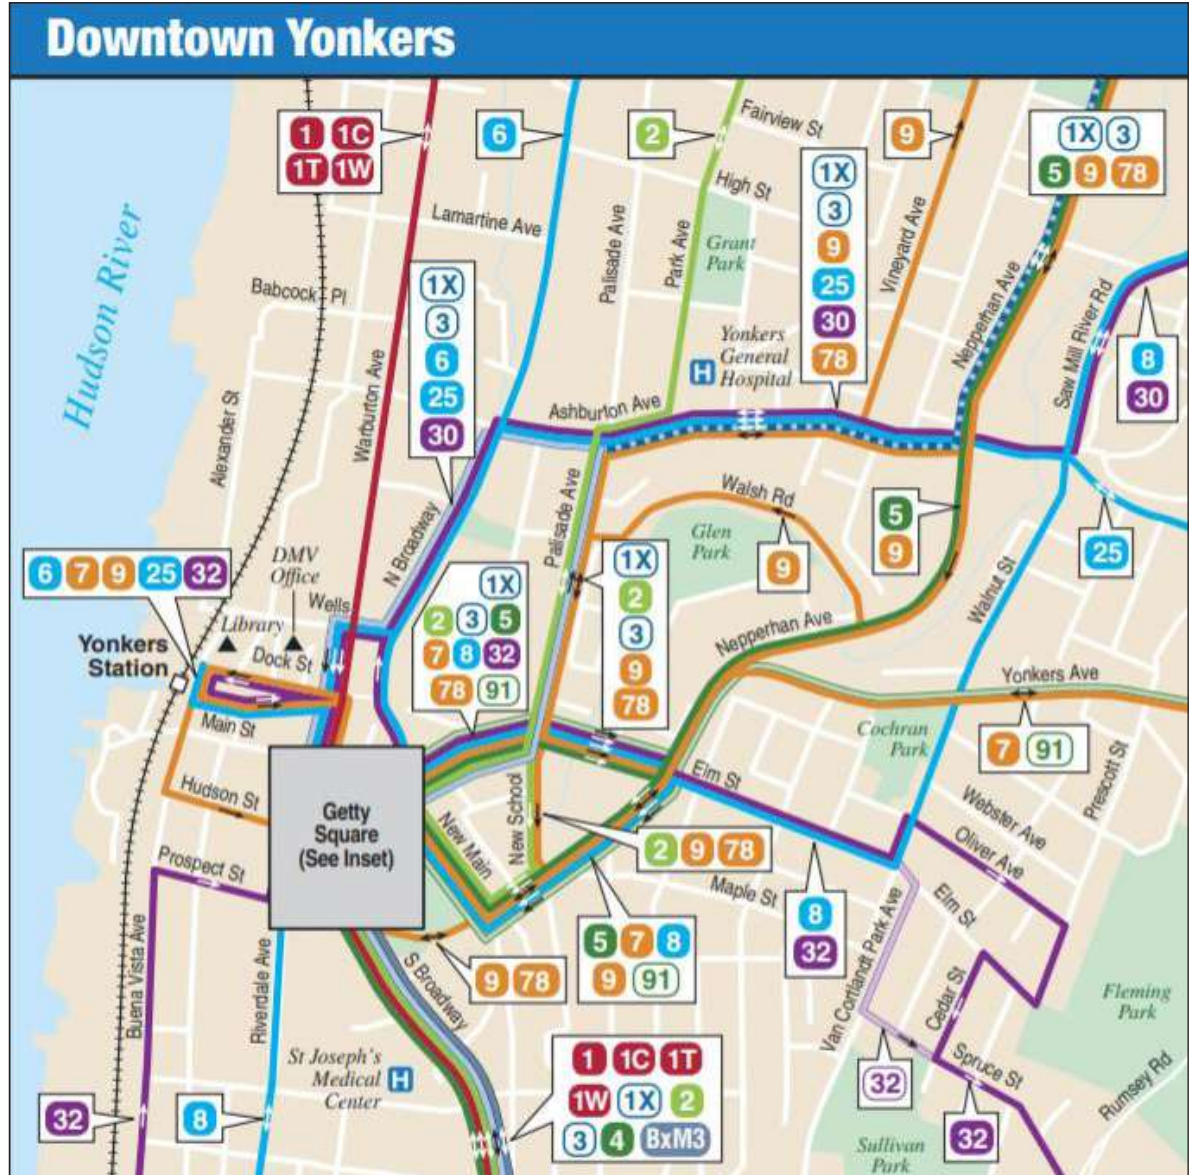 Downtown Yonkers
Hudson River
1 1C
1T 1W
6
2
Fairview St
9
1X 3
5 9 78
Lamartine Ave
High St
Palisade Ave
Park Ave
Grant
Park
1X
3
9
25
30
78
Vineyard Ave
Nepperhan Ave
Saw Mill River Rd
8
30
Babcock Pl
1X
3
6
25
30
Yonkers
General
Hospital
H
Alexander St
Warburton Ave
Ashburton Ave
N Broadway
Palisade Ave
Walsh Rd
Glen
Park
9
5
9
25
Walnut St
6 7 9 25 32
DMV
Office
Wells
Library
Dock St
Yonkers
Station
Main St
1X
2 3 5
7 8 32
78 91
1X
2
3
9
78
Nepperhan Ave
Yonkers Ave
7 91
Cochran
Park
Prescott St
Hudson St
Getty
Square
(See Inset)
New Main
New School
Elm St
2 9 78
Webster Ave
Oliver Ave
Prospect St
Maple St
8
32
Elm St
5 7 8
9 91
9 78
S Broadway
Buena Vista Ave
Riverdale Ave
Van Cortlandt Park Ave
Cedar St
Fleming
Park
St Joseph's
Medical
Center
H
1 1C 1T
1W 1X 2
3 4 BxM3
32
Spruce St
Rumsey Rd
32
8
32
Sullivan
Park